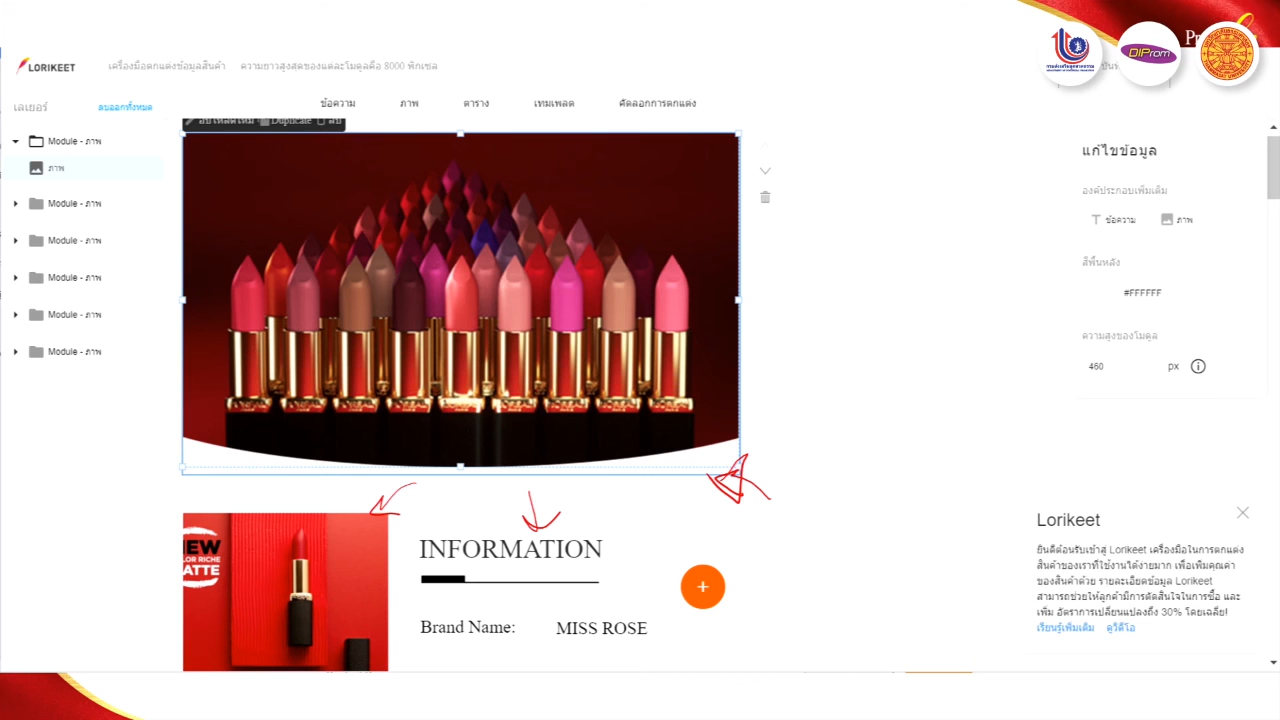 LORIKEET
เครื่องมือตกแต่งข้อมูลสินค้า
ความยาวสูงสุดของแต่ละโมดูลคือ 8000 พิกเซล
เลเยอร์
ลบออกทั้งหมด
ข้อความ
ภาพ
ตาราง
เทมเพลต
คัดลอกการตกแต่ง
อัปโหลดใหม่
Duplicate
ลบ
Module - ภาพ
ภาพ
Module - ภาพ
Module - ภาพ
Module - ภาพ
Module - ภาพ
Module - ภาพ
NEW
MATTE
INFORMATION
Brand Name:
MISS ROSE
+
DIProm
แก้ไขข้อมูล
องค์ประกอบเพิ่มเติม
ข้อความ
ภาพ
สีพื้นหลัง
#FFFFFF
ความสูงของโมดูล
460
px
Lorikeet
ยินดีต้อนรับเข้าสู่ Lorikeet เครื่องมือในการตกแต่ง
สินค้าของเราที่ใช้งานได้ง่ายมาก เพื่อเพิ่มคุณค่า
ของสินค้าด้วย รายละเอียดข้อมูล Lorikeet
สามารถช่วยให้ลูกค้ามีการตัดสินใจในการซื้อ และ
เพิ่ม อัตราการเปลี่ยนแปลงถึง 30% โดยเฉลี่ย!
เรียนรู้เพิ่มเติม
ดูวิดีโอ